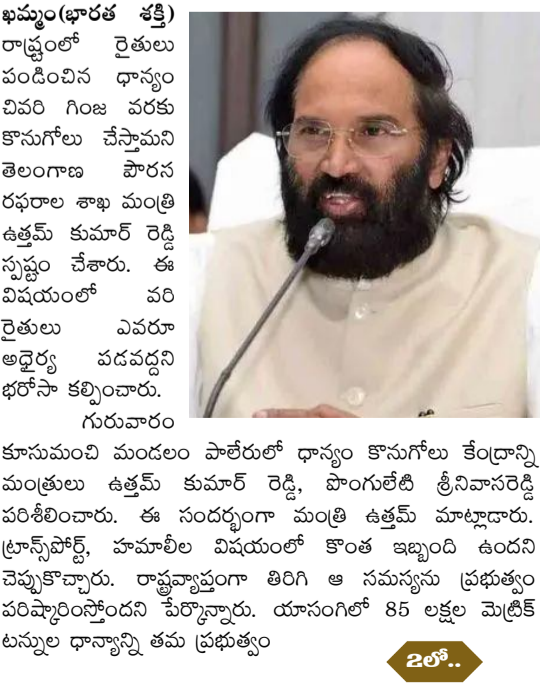 ఖమ్మం(భారత శక్తి)
రాష్ట్రంలో రైతులు
పండించిన ధాన్యం
చివరి గింజ వరకు
కొనుగోలు చేస్తామని
తెలంగాణ పౌరస
రఫరాల శాఖ మంత్రి
ఉత్తమ్ కుమార్ రెడ్డి
స్పష్టం చేశారు. ఈ
విషయంలో వరి
రైతులు ఎవరూ
అధైర్య పడవద్దని
భరోసా కల్పించారు.
గురువారం
కూసుమంచి మండలం పాలేరులో ధాన్యం కొనుగోలు కేంద్రాన్ని
మంత్రులు ఉత్తమ్ కుమార్ రెడ్డి, పొంగులేటి శ్రీనివాసరెడ్డి
పరిశీలించారు. ఈ సందర్భంగా మంత్రి ఉత్తమ్ మాట్లాడారు.
ట్రాన్స్‌పోర్ట్, హమాలీల విషయంలో కొంత ఇబ్బంది ఉందని
చెప్పుకొచ్చారు. రాష్ట్రవ్యాప్తంగా తిరిగి ఆ సమస్యను ప్రభుత్వం
పరిష్కారిస్తోందని పేర్కొన్నారు. యాసంగిలో 85 లక్షల మెట్రిక్
టన్నుల ధాన్యాన్ని తమ ప్రభుత్వం
2లో..